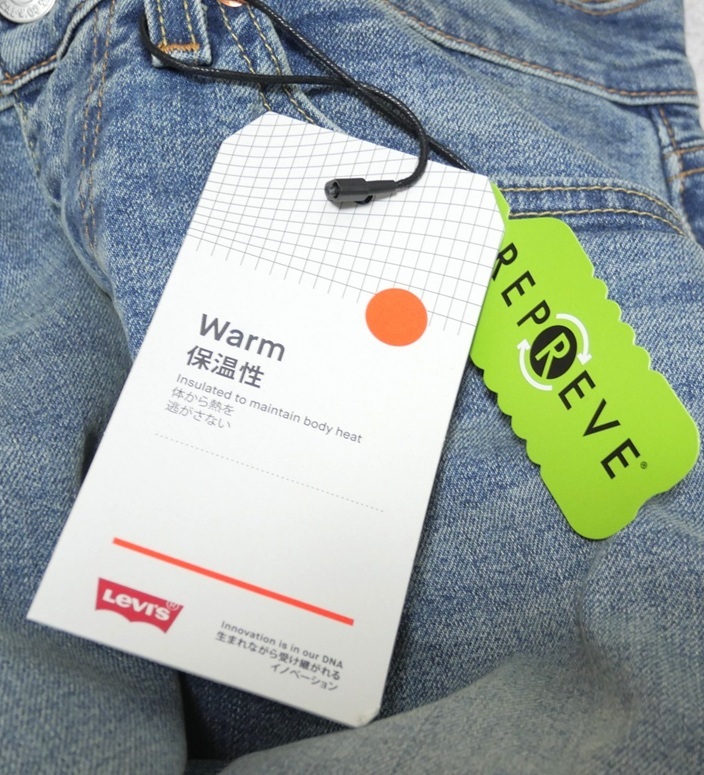 Warm
保温性
Insulated to maintain body heat
体から熱を
逃がさない
Levi's®
Innovation is in our DNA
生まれながら受け継がれる
イノベーション
REPREVE®